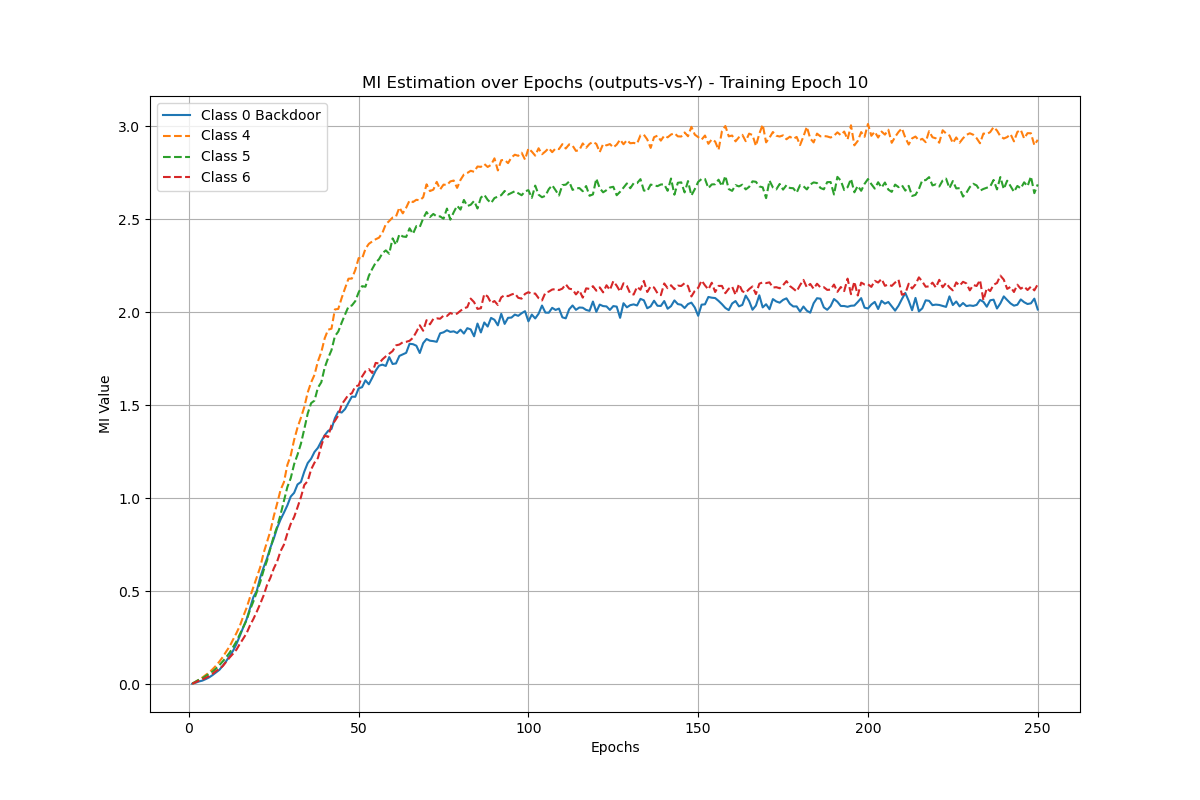 MI Estimation over Epochs (outputs-vs-Y) - Training Epoch 10
Class 0 Backdoor
Class 4
Class 5
Class 6
3.0
2.5
2.0
1.5
1.0
0.5
0.0
MI Value
0 50 100 150 200 250
Epochs